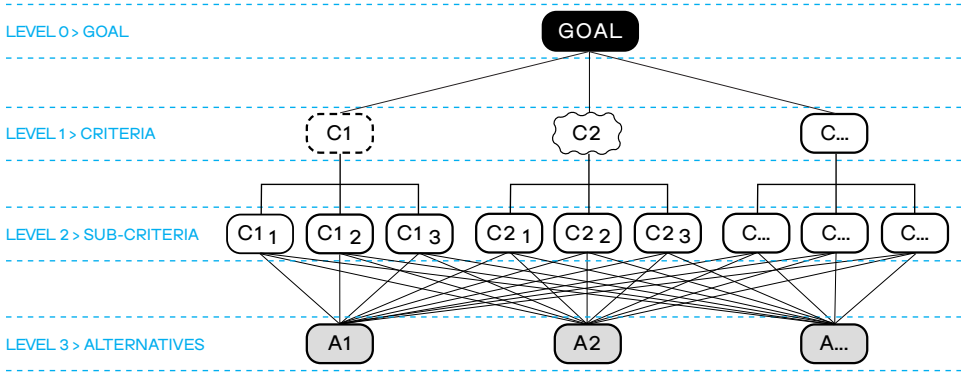 LEVEL 0 > GOAL
GOAL
LEVEL 1 > CRITERIA
C1
C2
C...
LEVEL 2 > SUB-CRITERIA
C1 1
C1 2
C1 3
C2 1
C2 2
C2 3
C...
C...
C...
LEVEL 3 > ALTERNATIVES
A1
A2
A...